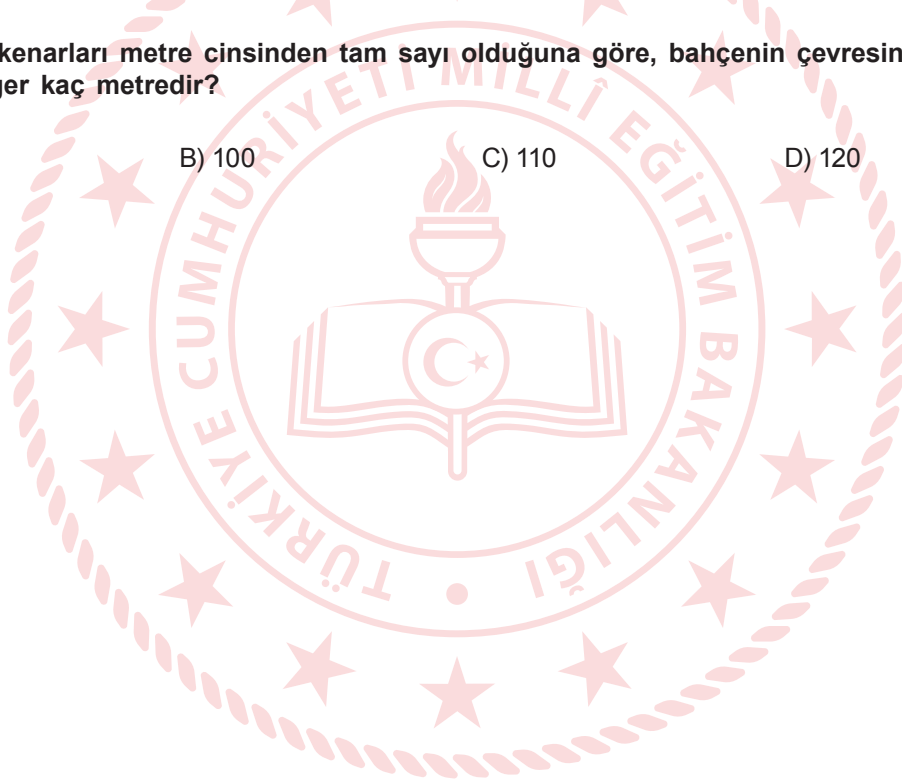 kenarları metre cinsinden tam sayı olduğuna göre, bahçenin çevresin
ger kaç metredir?
B) 100 C) 110 D) 120
TÜRKİYE CUMHURİYETİ MİLLÎ EĞİTİM BAKANLIĞI